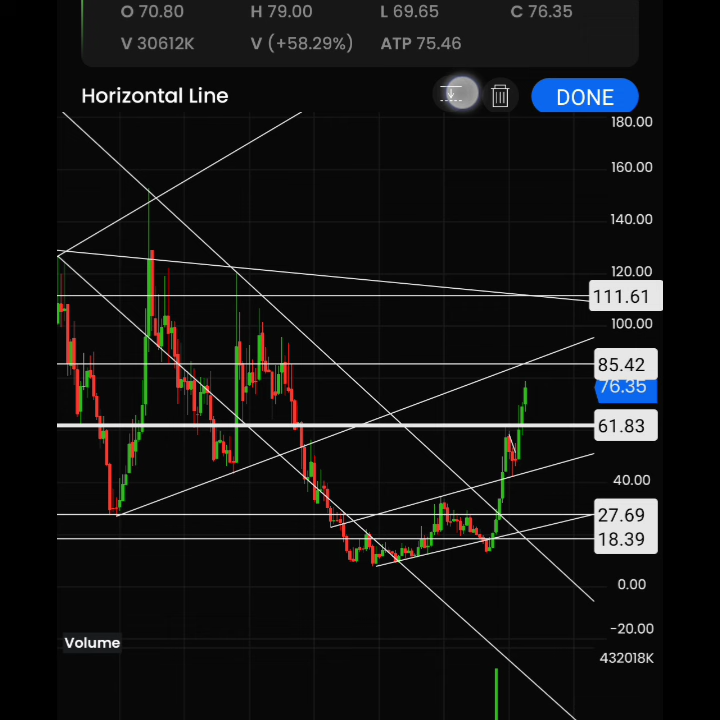 O 70.80 H 79.00 L 69.65 C 76.35
V 30612K V (+58.29%) ATP 75.46
Horizontal Line DONE
180.00
160.00
140.00
120.00
111.61
100.00
85.42
76.35
61.83
40.00
27.69
18.39
0.00
-20.00
Volume
432018K